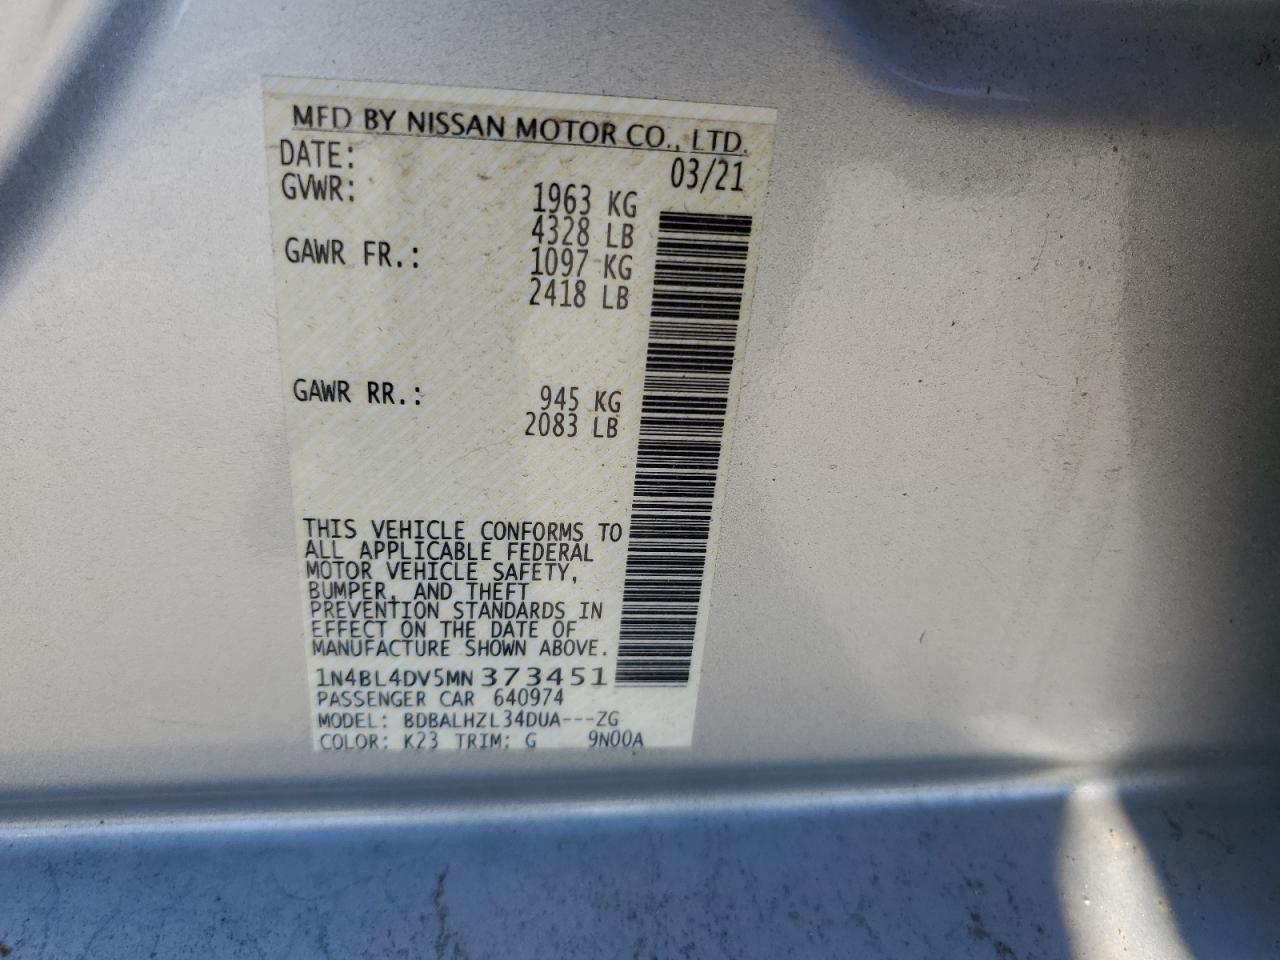 MFD BY NISSAN MOTOR CO., LTD.
DATE: 03/21
GVWR: 1963 KG
4328 LB
GAWR FR.: 1097 KG
2418 LB
GAWR RR.: 945 KG
2083 LB
THIS VEHICLE CONFORMS TO
ALL APPLICABLE FEDERAL
MOTOR VEHICLE SAFETY,
BUMPER, AND THEFT
PREVENTION STANDARDS IN
EFFECT ON THE DATE OF
MANUFACTURE SHOWN ABOVE.
1N4BL4DV5MN373451
PASSENGER CAR 640974
MODEL: BDBALHZL34DUA---ZG
COLOR: K23 TRIM: G 9N00A